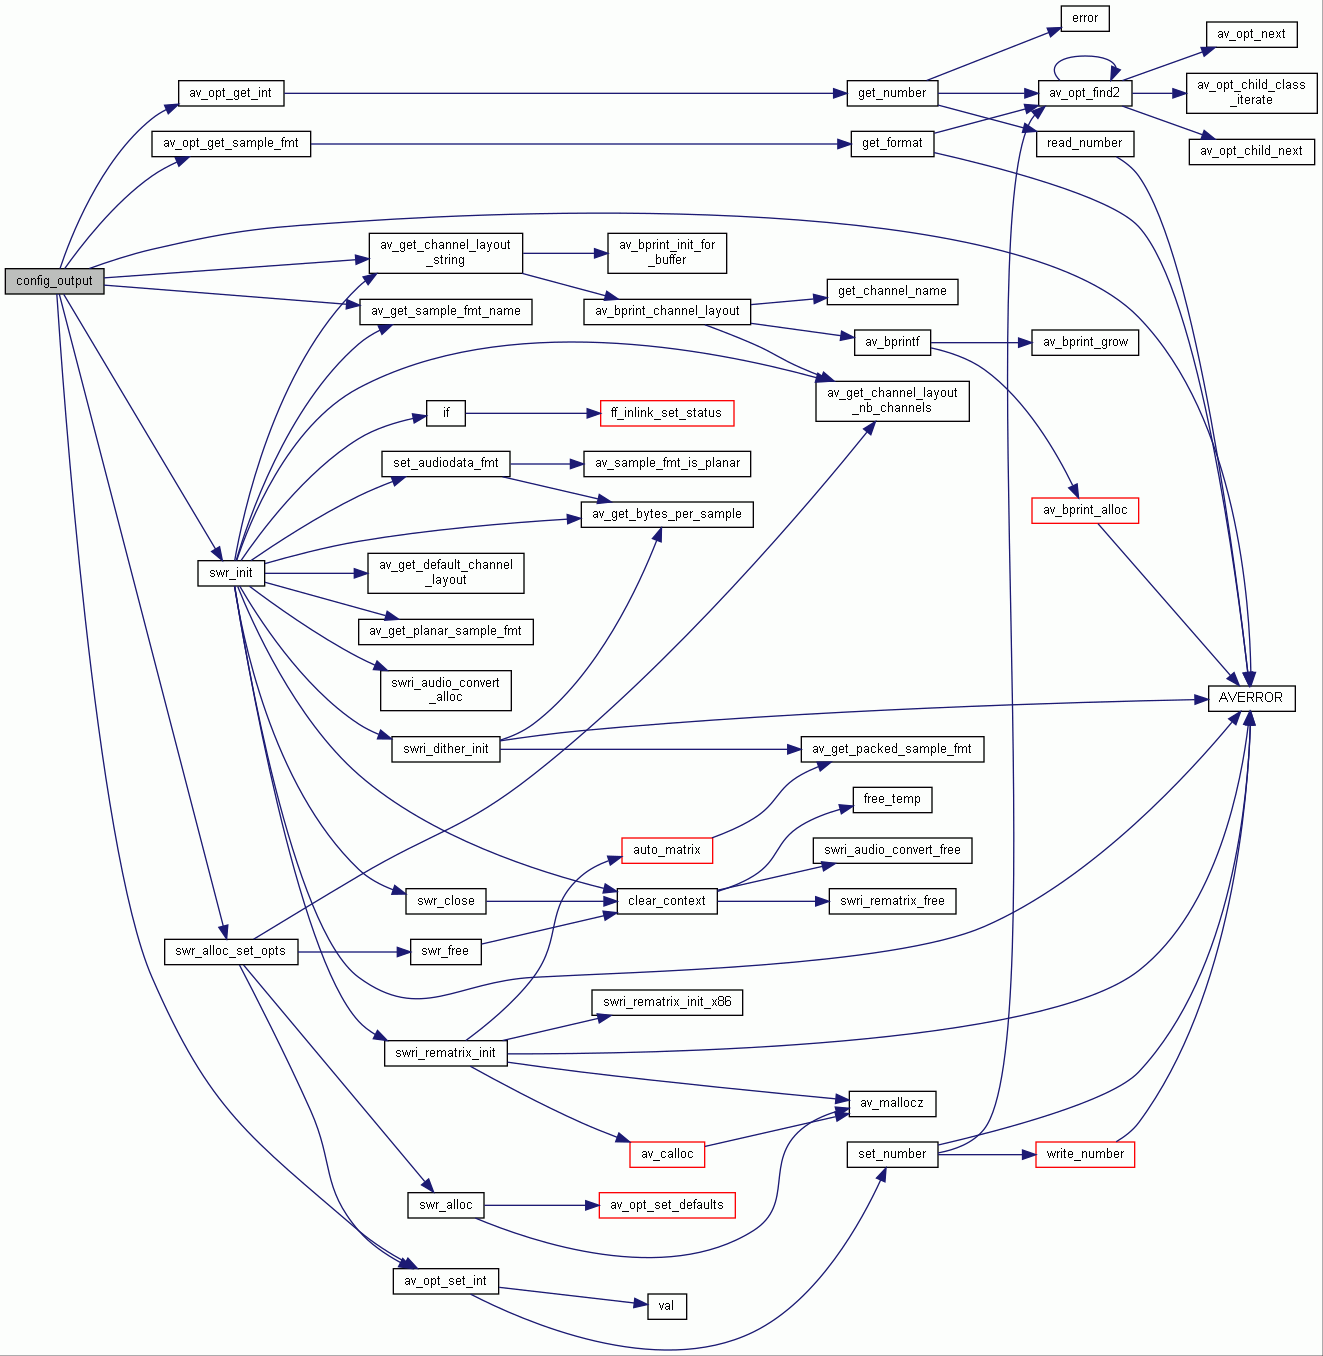 error
av_opt_next
av_opt_get_int
get_number
av_opt_find2
av_opt_child_class
_iterate
av_opt_get_sample_fmt
get_format
read_number
av_opt_child_next
av_get_channel_layout
_string
av_bprint_init_for
_buffer
config_output
get_channel_name
av_get_sample_fmt_name
av_bprint_channel_layout
av_bprintf
av_bprint_grow
av_get_channel_layout
_nb_channels
if
ff_inlink_set_status
set_audiodata_fmt
av_sample_fmt_is_planar
av_get_bytes_per_sample
av_bprint_alloc
swr_init
av_get_default_channel
_layout
av_get_planar_sample_fmt
swri_audio_convert
_alloc
AVERROR
swri_dither_init
av_get_packed_sample_fmt
free_temp
auto_matrix
swri_audio_convert_free
swr_close
clear_context
swri_rematrix_free
swr_alloc_set_opts
swr_free
swri_rematrix_init_x86
swri_rematrix_init
av_mallocz
av_calloc
set_number
write_number
swr_alloc
av_opt_set_defaults
av_opt_set_int
val